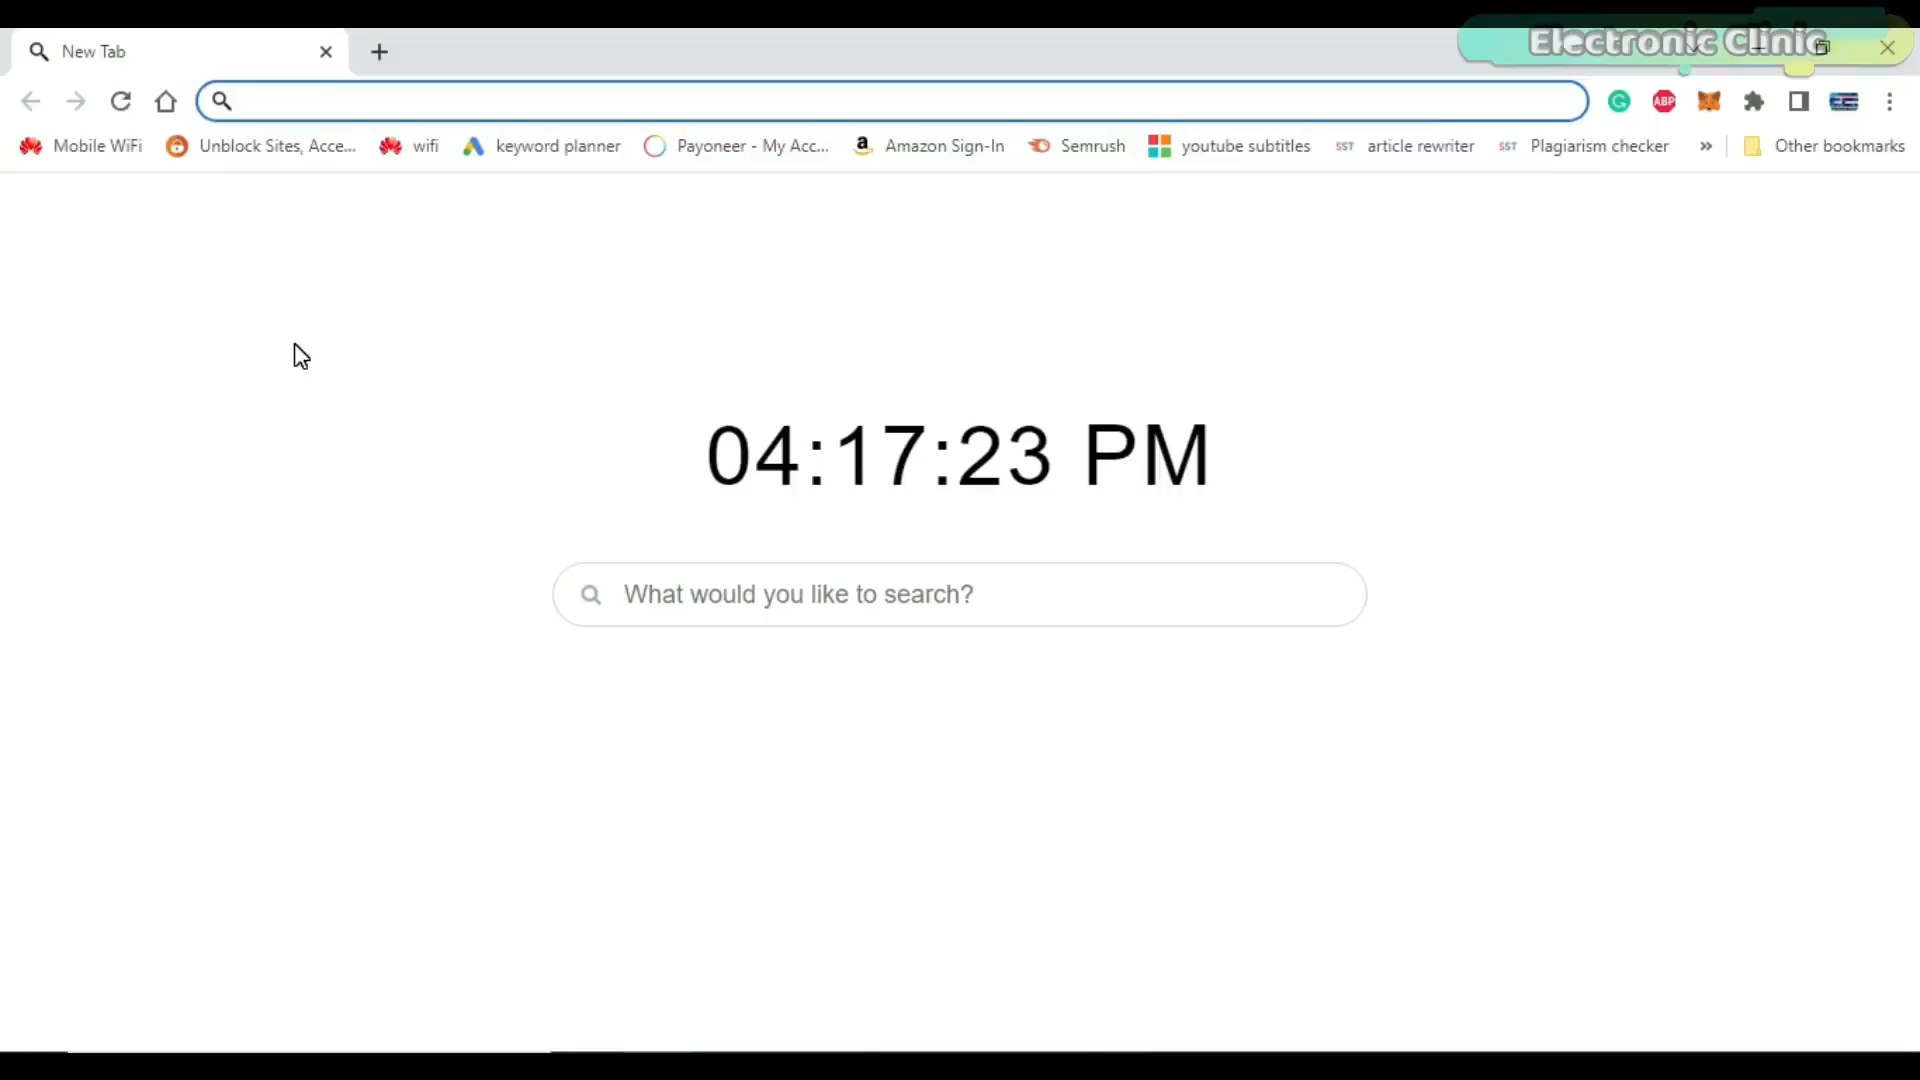 Electronic Clinic
New Tab
ABP
Mobile WiFi
Unblock Sites, Acce...
wifi
keyword planner
Payoneer - My Acc...
Amazon Sign-In
Semrush
youtube subtitles
SST article rewriter
SST Plagiarism checker
Other bookmarks
04:17:23 PM
What would you like to search?